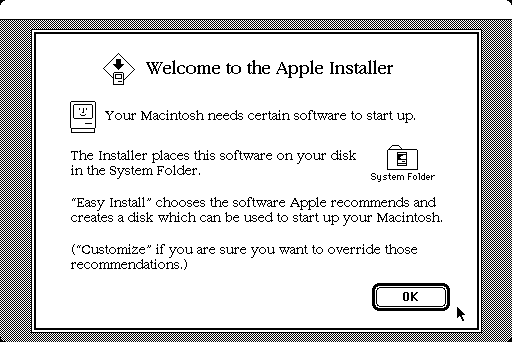 Welcome to the Apple Installer
Your Macintosh needs certain software to start up.
The Installer places this software on your disk
in the System Folder.
System Folder
“Easy Install” chooses the software Apple recommends and
creates a disk which can be used to start up your Macintosh.
(“Customize” if you are sure you want to override those
recommendations.)
OK